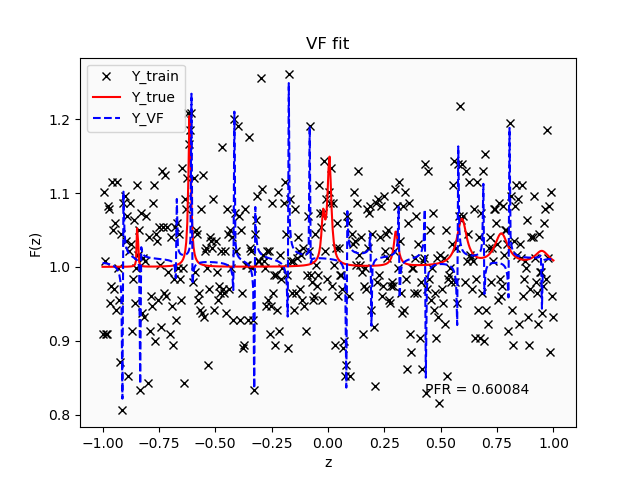 VF fit
Y_train
Y_true
Y_VF
1.2
1.1
1.0
0.9
0.8
F(z)
PFR = 0.60084
−1.00 −0.75 −0.50 −0.25 0.00 0.25 0.50 0.75 1.00
z